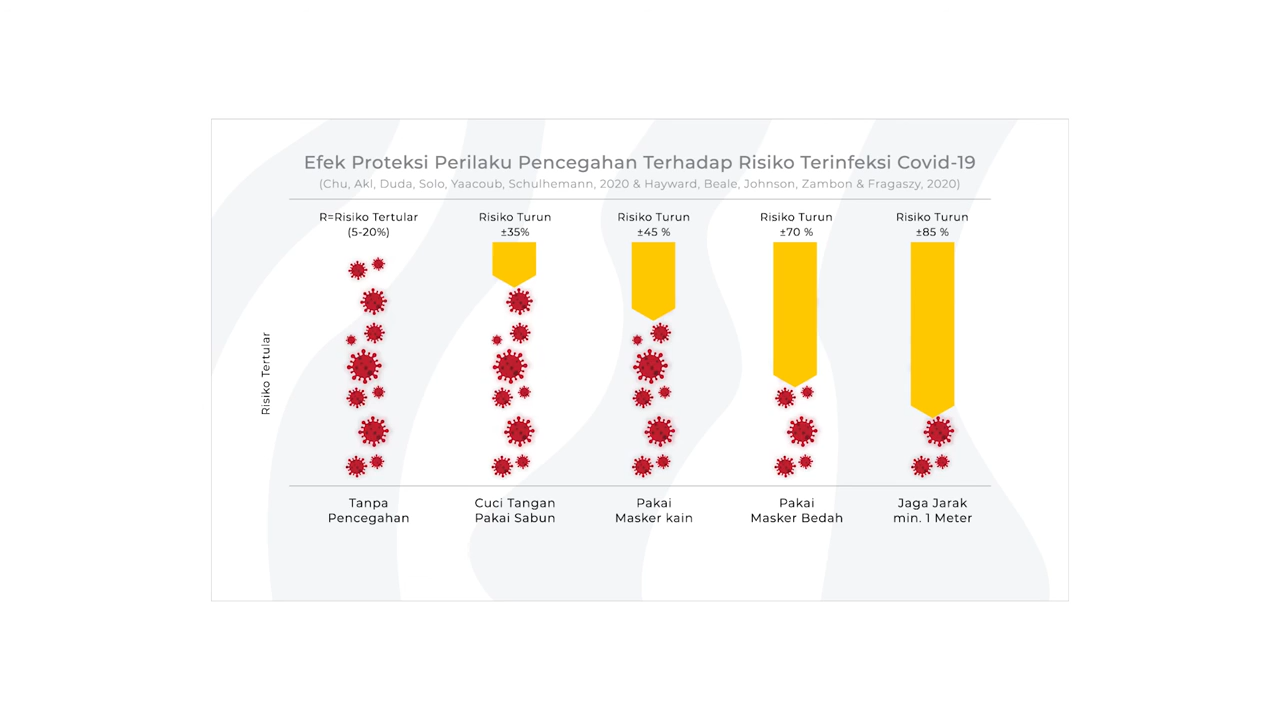 Efek Proteksi Perilaku Pencegahan Terhadap Risiko Terinfeksi Covid-19
(Chu, Akl, Duda, Solo, Yaacoub, Schulhemann, 2020 & Hayward, Beale, Johnson, Zambon & Fragaszy, 2020)
R=Risiko Tertular
(5-20%)
Risiko Turun
±35%
Risiko Turun
±45 %
Risiko Turun
±70 %
Risiko Turun
±85 %
Risiko Tertular
Tanpa
Pencegahan
Cuci Tangan
Pakai Sabun
Pakai
Masker kain
Pakai
Masker Bedah
Jaga Jarak
min. 1 Meter